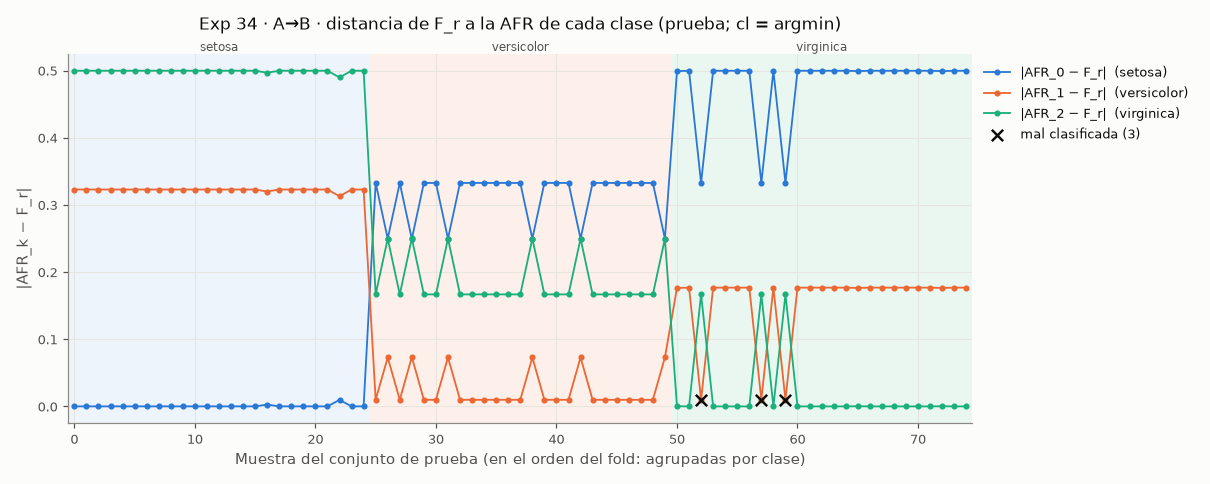 Exp 34 · A→B · distancia de F_r a la AFR de cada clase (prueba; cl = argmin)
setosa
versicolor
virginica
|AFR_k − F_r|
0.5
0.4
0.3
0.2
0.1
0.0
0
10
20
30
40
50
60
70
Muestra del conjunto de prueba (en el orden del fold: agrupadas por clase)
|AFR_0 − F_r| (setosa)
|AFR_1 − F_r| (versicolor)
|AFR_2 − F_r| (virginica)
mal clasificada (3)